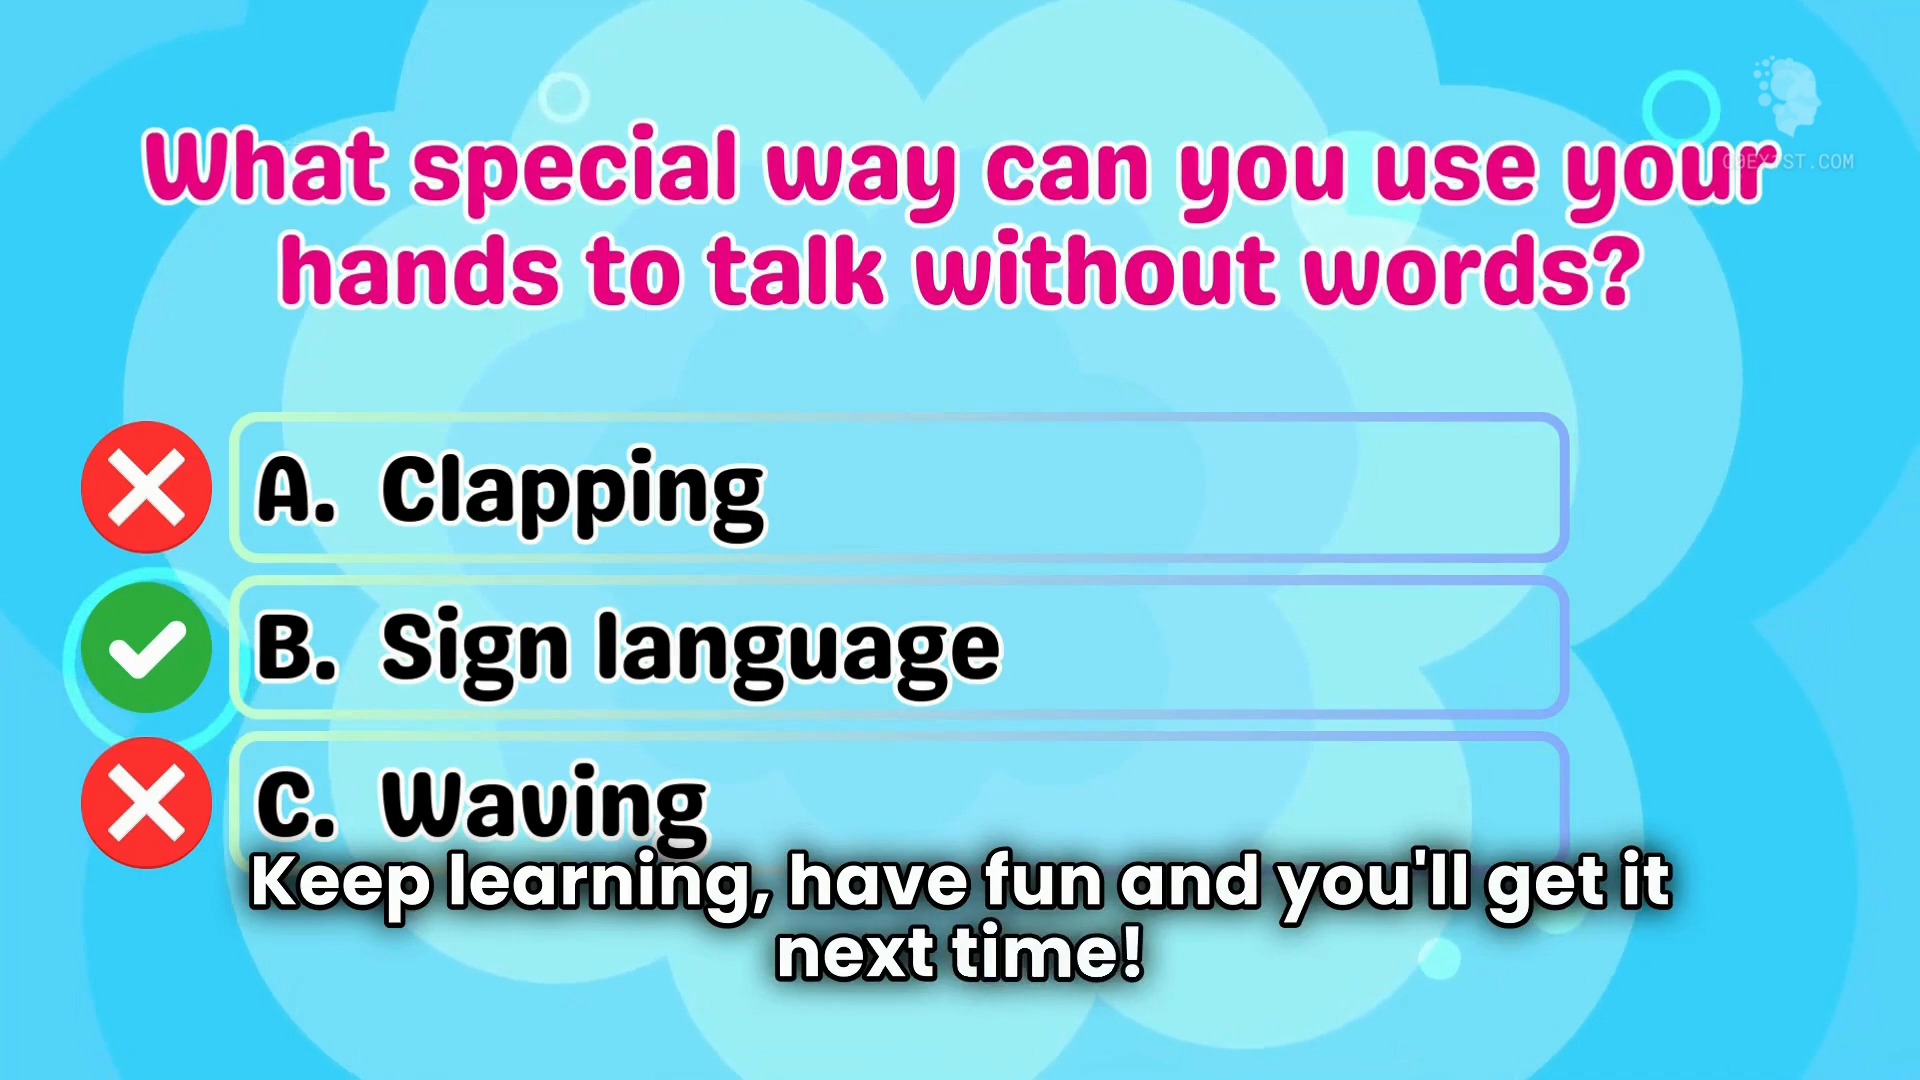 What special way can you use your
hands to talk without words?
A. Clapping
B. Sign language
C. Waving
Keep learning, have fun and you'll get it
next time!